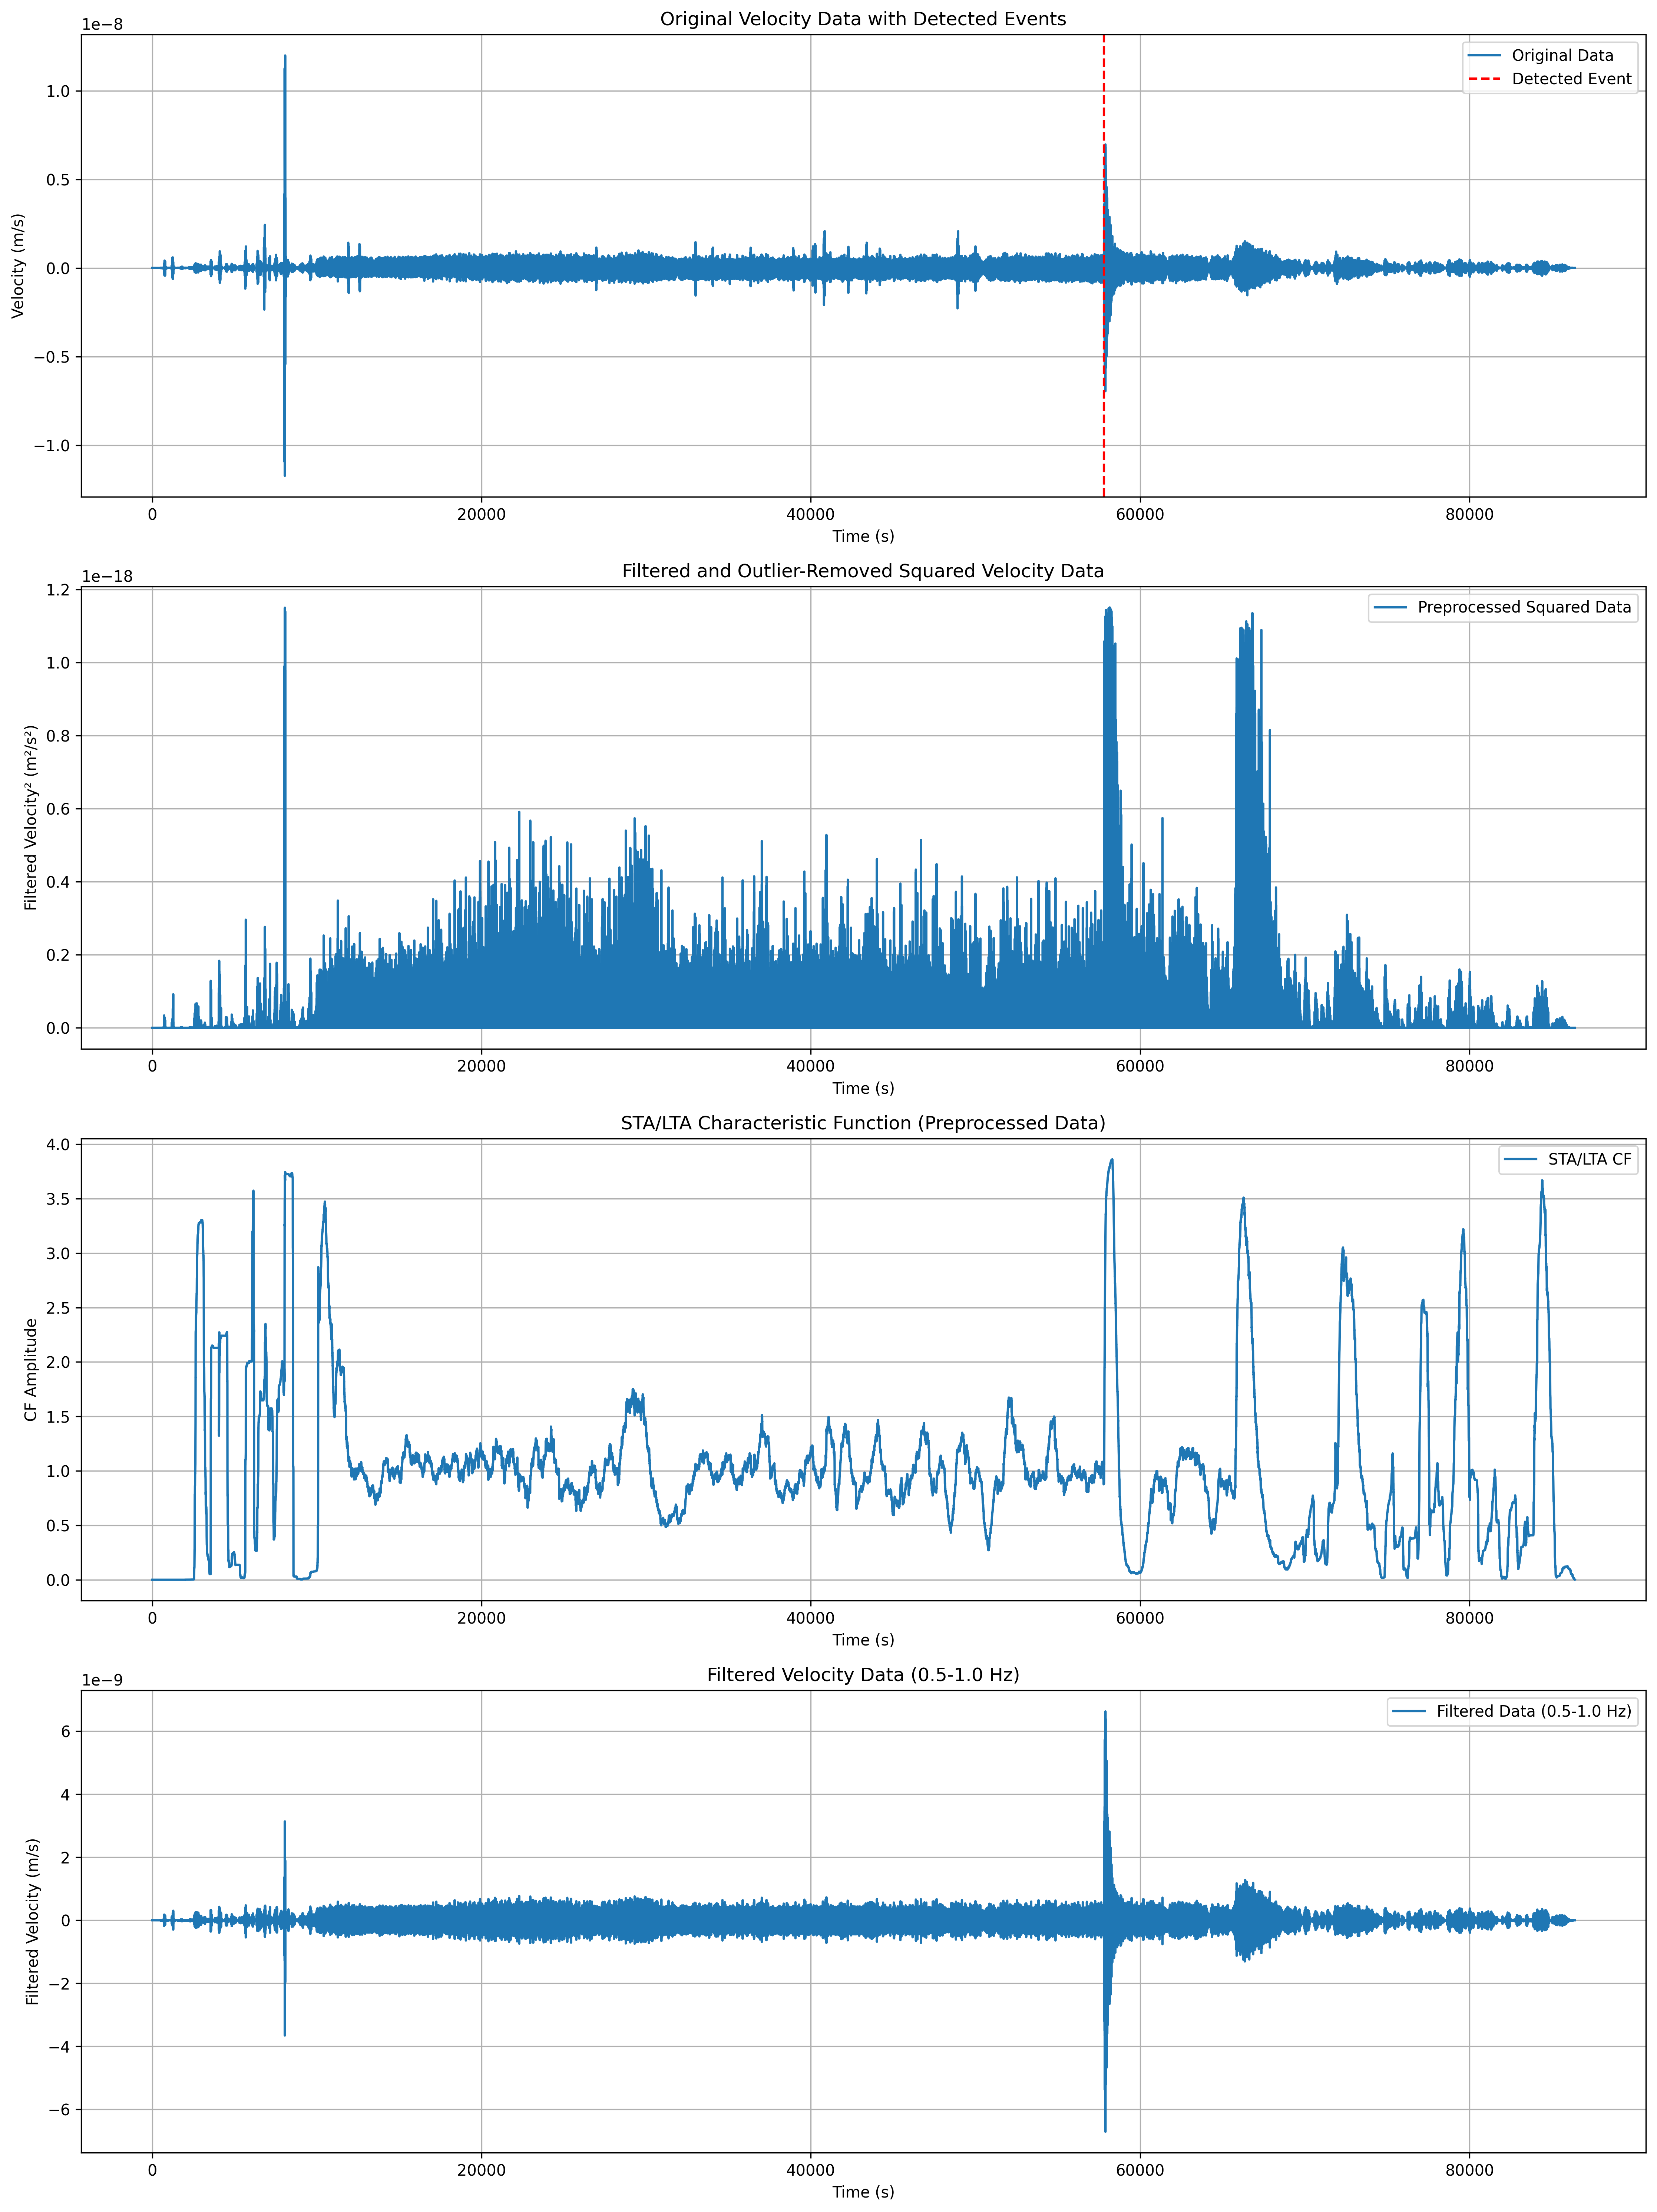 Original Velocity Data with Detected Events
1e−8
Original Data
Detected Event
1.0
0.5
0.0
−0.5
−1.0
Velocity (m/s)
0 20000 40000 60000 80000
Time (s)
Filtered and Outlier-Removed Squared Velocity Data
1e−18
Preprocessed Squared Data
1.2
1.0
0.8
0.6
0.4
0.2
0.0
Filtered Velocity² (m²/s²)
0 20000 40000 60000 80000
Time (s)
STA/LTA Characteristic Function (Preprocessed Data)
STA/LTA CF
4.0
3.5
3.0
2.5
2.0
1.5
1.0
0.5
0.0
CF Amplitude
0 20000 40000 60000 80000
Time (s)
Filtered Velocity Data (0.5-1.0 Hz)
1e−9
Filtered Data (0.5-1.0 Hz)
6
4
2
0
−2
−4
−6
Filtered Velocity (m/s)
0 20000 40000 60000 80000
Time (s)